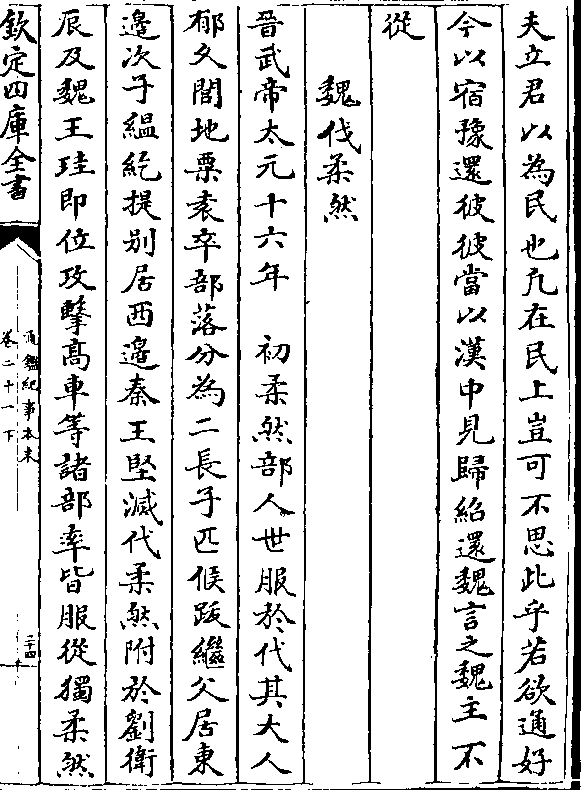 夫立君以為民也凡在民上豈可不思此乎若欲通好
今以宿豫還彼彼當以漢中見歸紹還魏言之魏主不
從
魏伐柔然
晉武帝太元十六年　初柔然部人世服於代其大人
郁久閭地粟袁卒部落分為二長子匹候跋繼父居東
邉次子縕紇提别居西邉秦王堅滅代柔然附於劉衛
辰及魏王珪即位攻擊高車等諸部率皆服從獨柔然
欽定四庫全書
通鑑紀事本末
卷二十一下
二十四